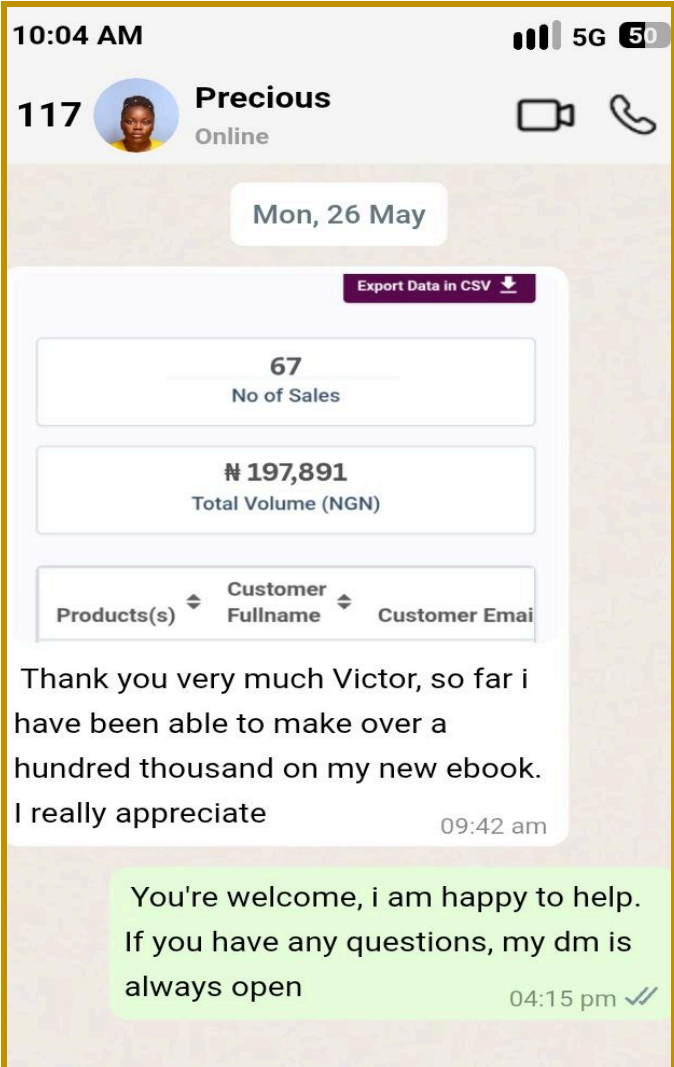 10:04 AM 5G 50
117 Precious
Online
Mon, 26 May
Export Data in CSV
67
No of Sales
₦ 197,891
Total Volume (NGN)
Products(s) Customer Fullname Customer Emai
Thank you very much Victor, so far i
have been able to make over a
hundred thousand on my new ebook.
I really appreciate
09:42 am
You're welcome, i am happy to help.
If you have any questions, my dm is
always open
04:15 pm